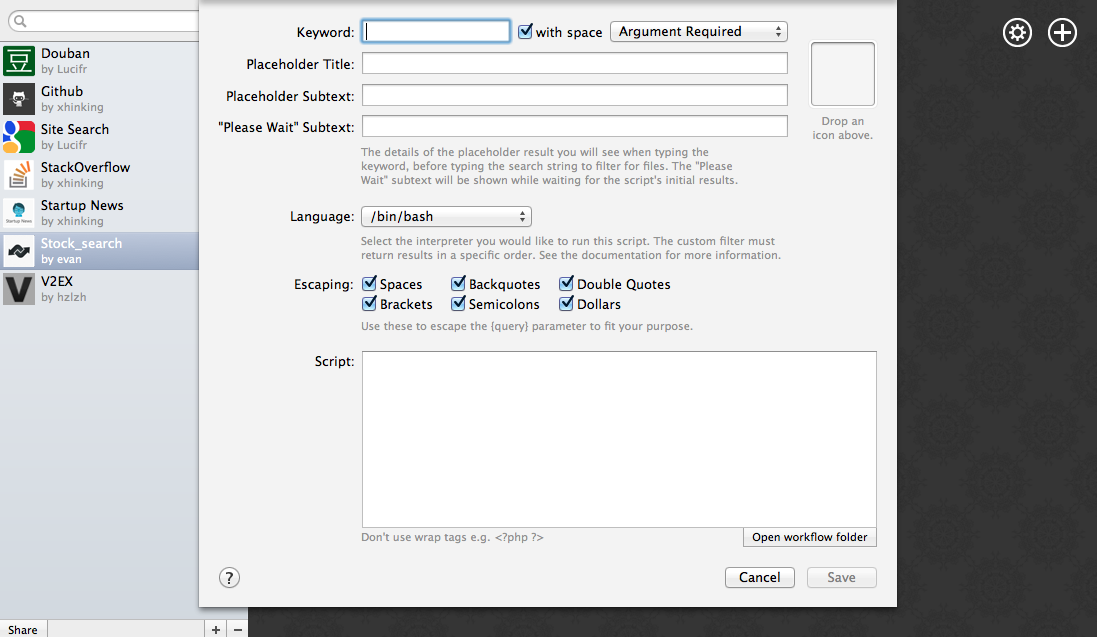 Douban
by Lucifr
Github
by xhinking
Site Search
by Lucifr
StackOverflow
by xhinking
Startup News
Startup News
by xhinking
Stock_search
by evan
V2EX
by hzlzh
Share
Keyword: with space Argument Required
Placeholder Title:
Placeholder Subtext:
"Please Wait" Subtext:
Drop an
icon above.
The details of the placeholder result you will see when typing the
keyword, before typing the search string to filter for files. The "Please
Wait" subtext will be shown while waiting for the script's initial results.
Language: /bin/bash
Select the interpreter you would like to run this script. The custom filter must
return results in a specific order. See the documentation for more information.
Escaping: Spaces Backquotes Double Quotes
Brackets Semicolons Dollars
Use these to escape the {query} parameter to fit your purpose.
Script:
Don't use wrap tags e.g. <?php ?>
Open workflow folder
? Cancel Save